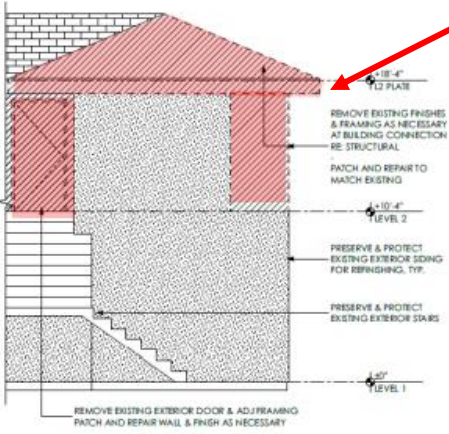 +18'-4"
L2 PLATE
REMOVE EXISTING FINISHES
& FRAMING AS NECESSARY
AT BUILDING CONNECTION
RE: STRUCTURAL
PATCH AND REPAIR TO
MATCH EXISTING
+10'-4"
LEVEL 2
PRESERVE & PROTECT
EXISTING EXTERIOR SIDING
FOR REFINISHING, TYP.
PRESERVE & PROTECT
EXISTING EXTERIOR STAIRS
±0"
LEVEL 1
REMOVE EXISTING EXTERIOR DOOR & ADJ FRAMING
PATCH AND REPAIR WALL & FINISH AS NECESSARY